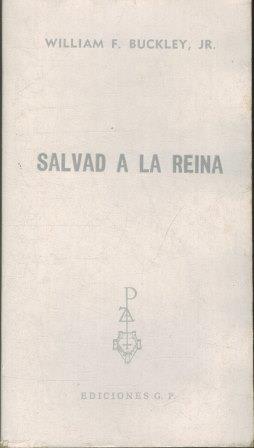 WILLIAM F. BUCKLEY, JR.
SALVAD A LA REINA
EDICIONES G. P.